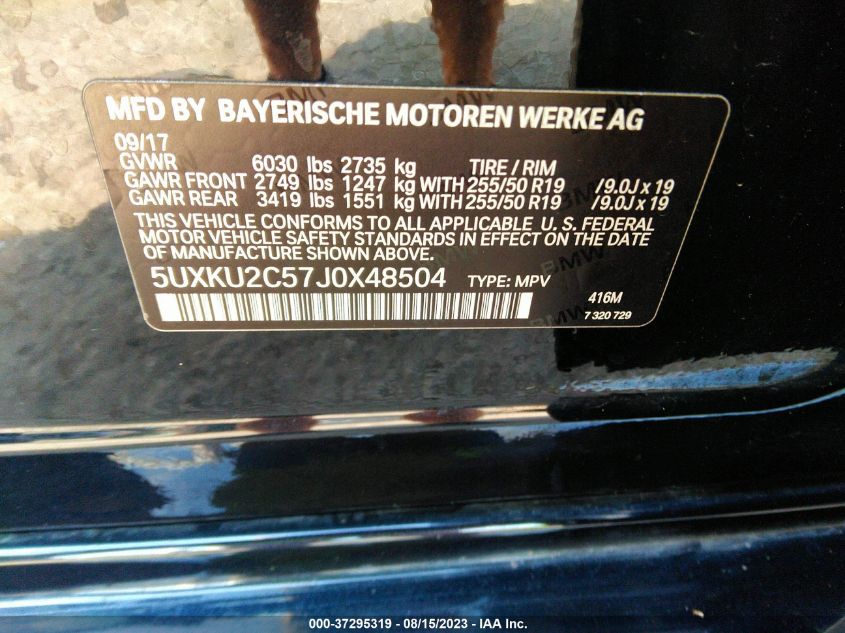 MFD BY BAYERISCHE MOTOREN WERKE AG
09/17
GVWR 6030 lbs 2735 kg TIRE / RIM
GAWR FRONT 2749 lbs 1247 kg WITH 255/50 R19 /9.0J x 19
GAWR REAR 3419 lbs 1551 kg WITH 255/50 R19 /9.0J x 19
THIS VEHICLE CONFORMS TO ALL APPLICABLE U. S. FEDERAL
MOTOR VEHICLE SAFETY STANDARDS IN EFFECT ON THE DATE
OF MANUFACTURE SHOWN ABOVE.
5UXKU2C57J0X48504 TYPE: MPV
416M
7 320 729
BMW
000-37295319 - 08/15/2023 - IAA Inc.